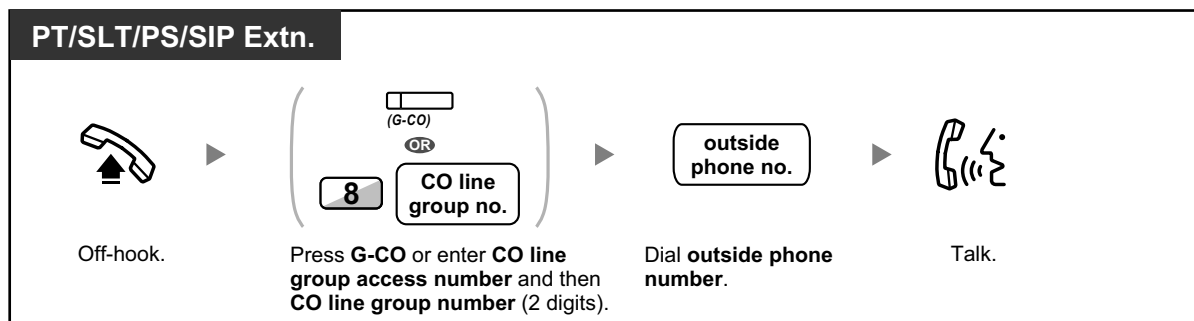 PT/SLT/PS/SIP Extn.
(G-CO)
OR
8
CO line
group no.
outside
phone no.
Off-hook.
Press G-CO or enter CO line
group access number and then
CO line group number (2 digits).
Dial outside phone
number.
Talk.